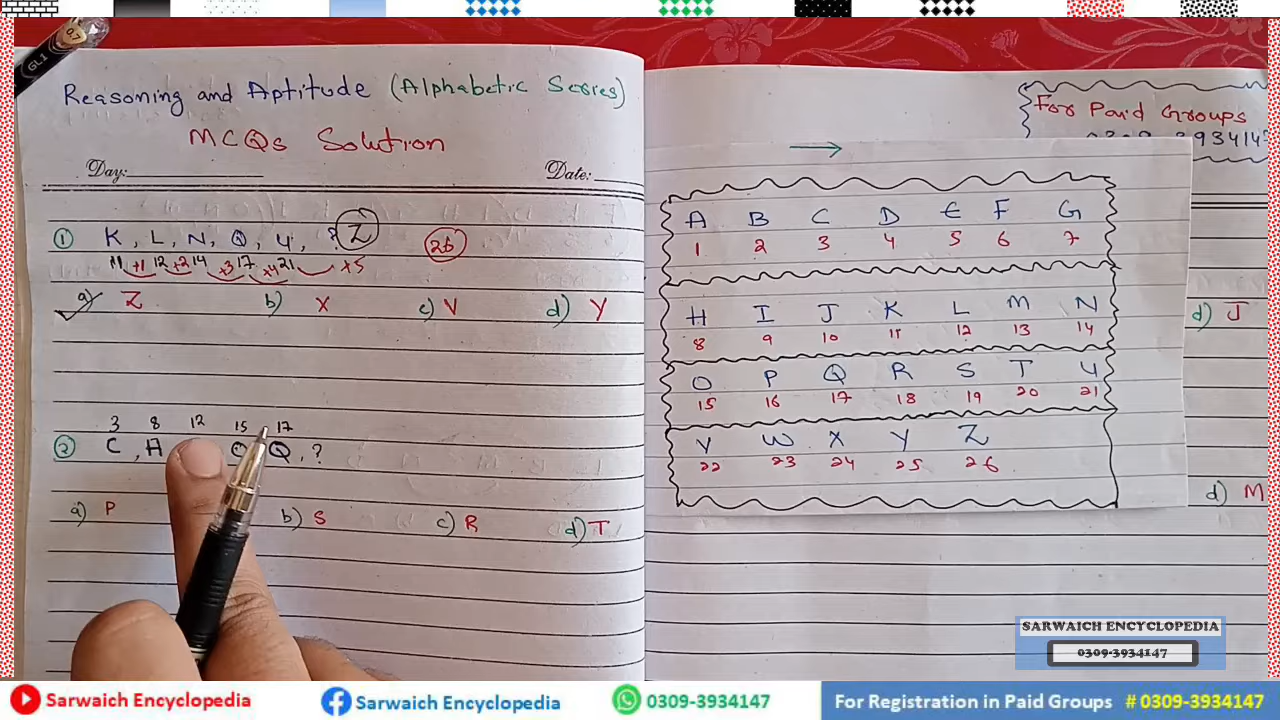 GLI 0.7
Reasoning and Aptitude (Alphabetic Series)
MCQs Solution
Day: Date:
① K, L, N, Q, U, ? Z 26
11 +1 12 +2 14 +3 17 +4 21 +5
a) Z b) X c) V d) Y
3 8 12 15 17
② C, H O Q, ?
a) P b) S c) R d) T
For Paid Groups
→
A B C D E F G
1 2 3 4 5 6 7
H I J K L M N
8 9 10 11 12 13 14
O P Q R S T U
15 16 17 18 19 20 21
V W X Y Z
22 23 24 25 26
d) J
d) M
SARWAICH ENCYCLOPEDIA
0309-3934147
Sarwaich Encyclopedia Sarwaich Encyclopedia 0309-3934147 For Registration in Paid Groups # 0309-3934147